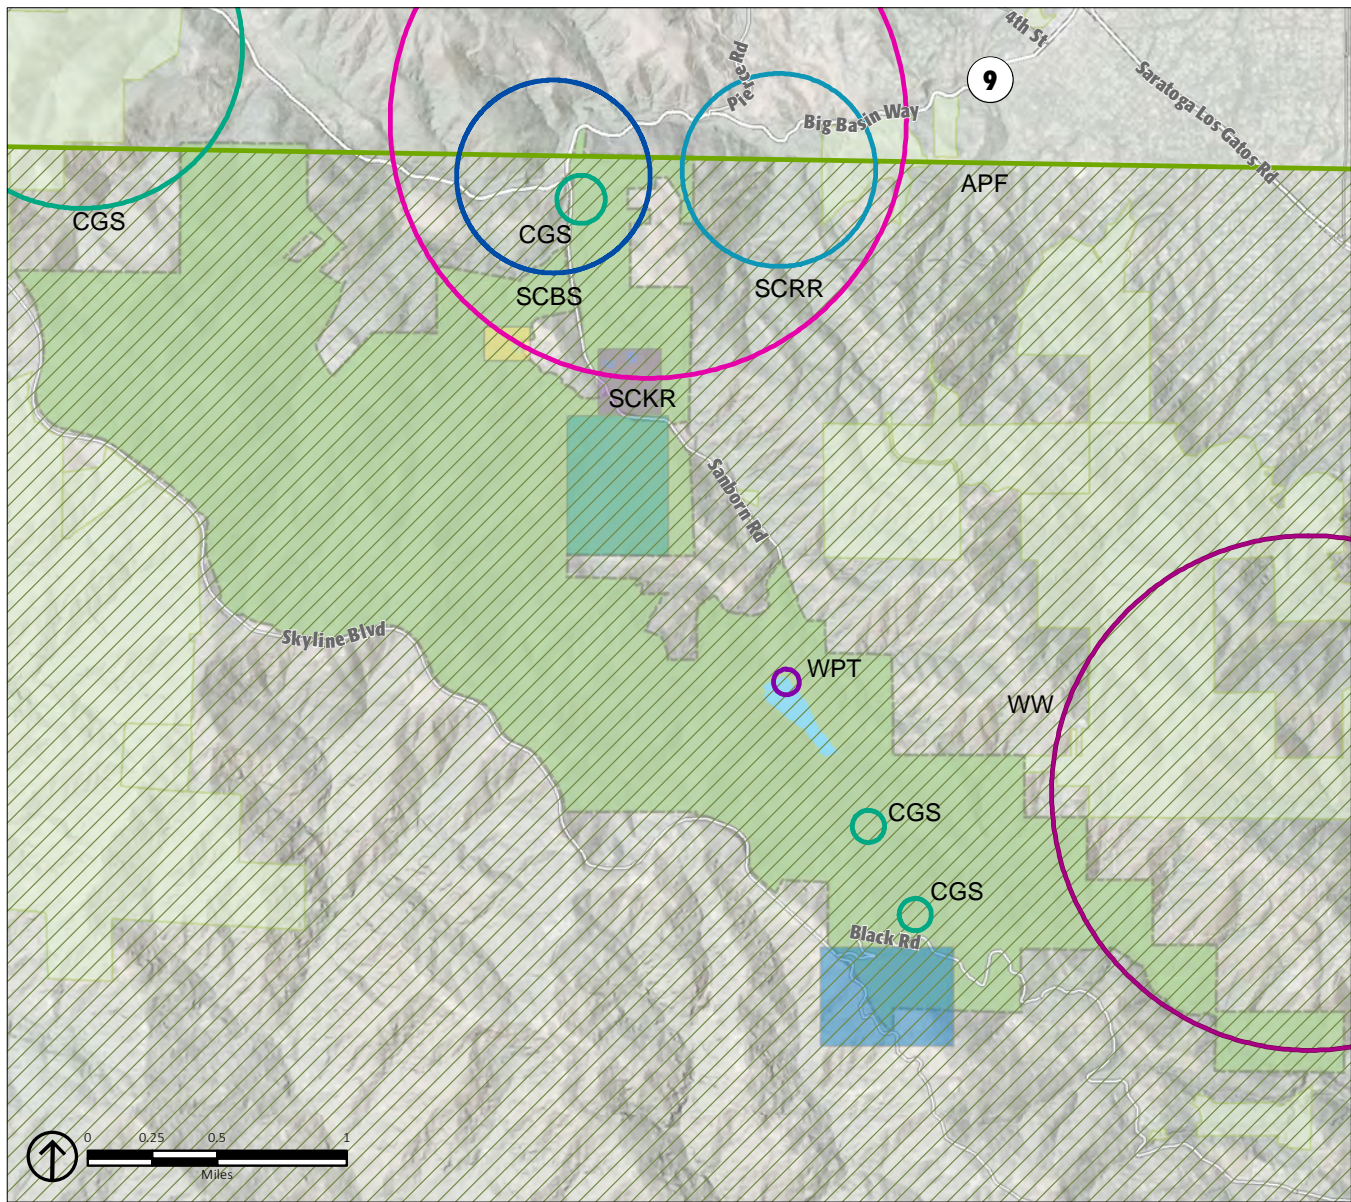 4th St
9
Pierce Rd
Big Basin Way
Saratoga Los Gatos Rd
APF
CGS
CGS
SCBS
SCRR
SCKR
Sanborn Rd
Skyline Blvd
WPT
WW
CGS
CGS
Black Rd
0 0.25 0.5 1
Miles